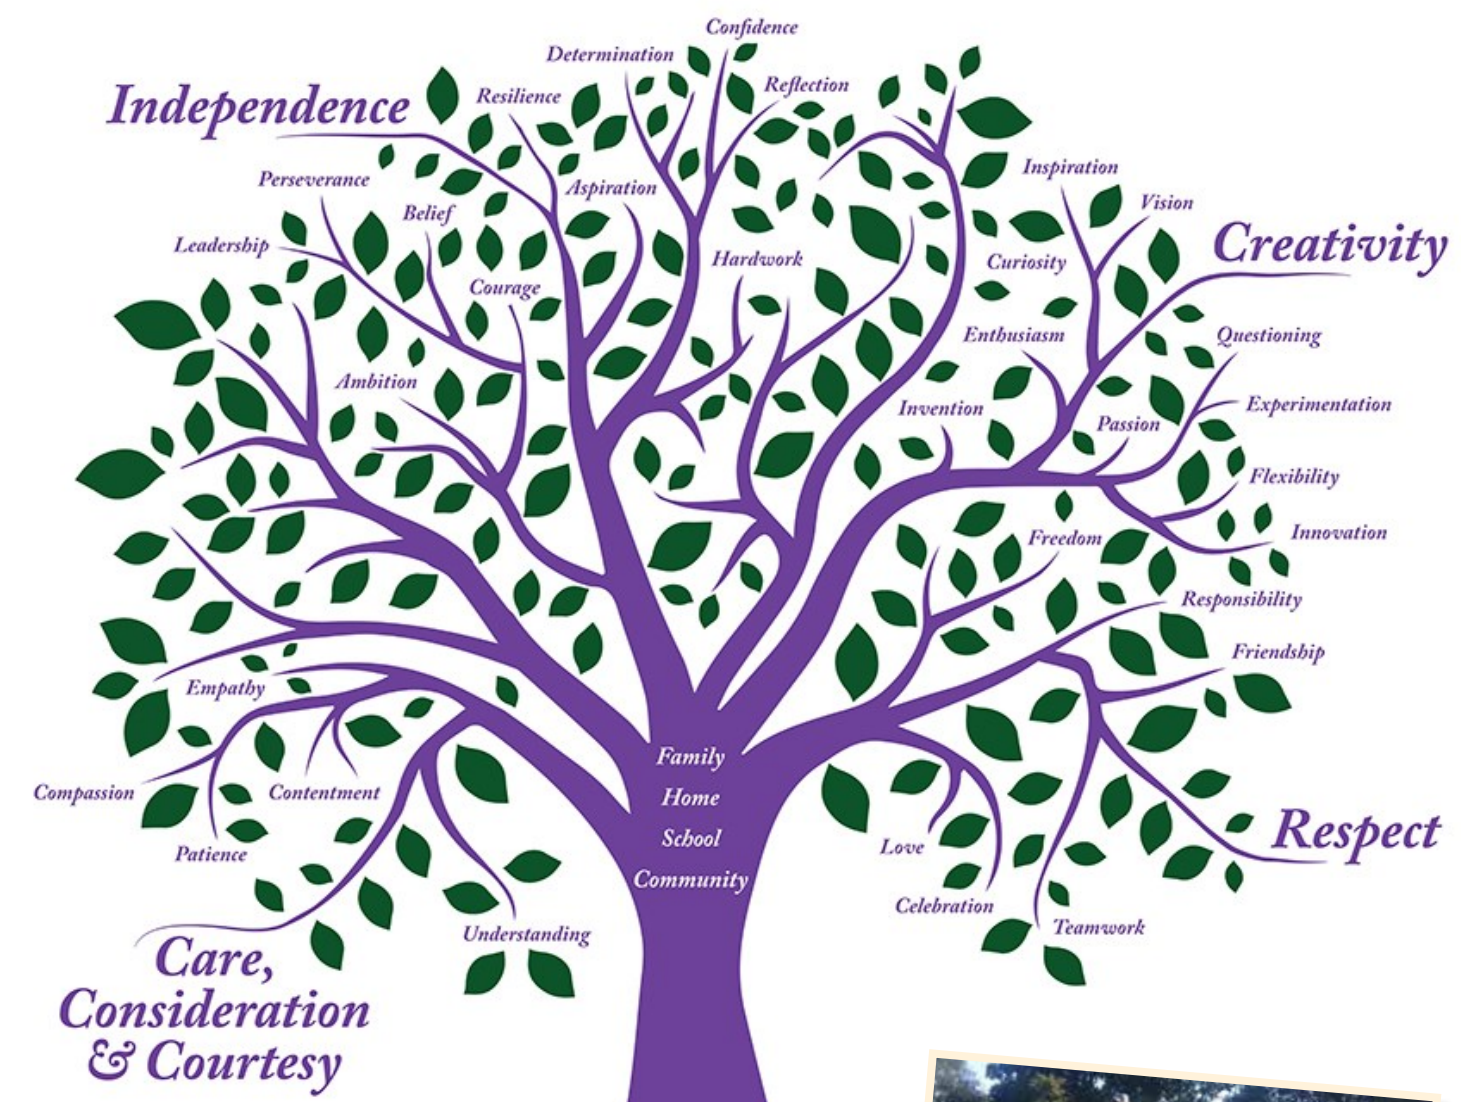 Confidence
Determination
Reflection
Independence
Resilience
Inspiration
Perseverance
Aspiration
Vision
Belief
Leadership
Creativity
Hardwork
Curiosity
Courage
Enthusiasm
Questioning
Ambition
Invention
Experimentation
Passion
Flexibility
Innovation
Freedom
Responsibility
Friendship
Empathy
Family
Home
School
Community
Compassion
Contentment
Patience
Respect
Love
Celebration
Teamwork
Understanding
Care,
Consideration
& Courtesy